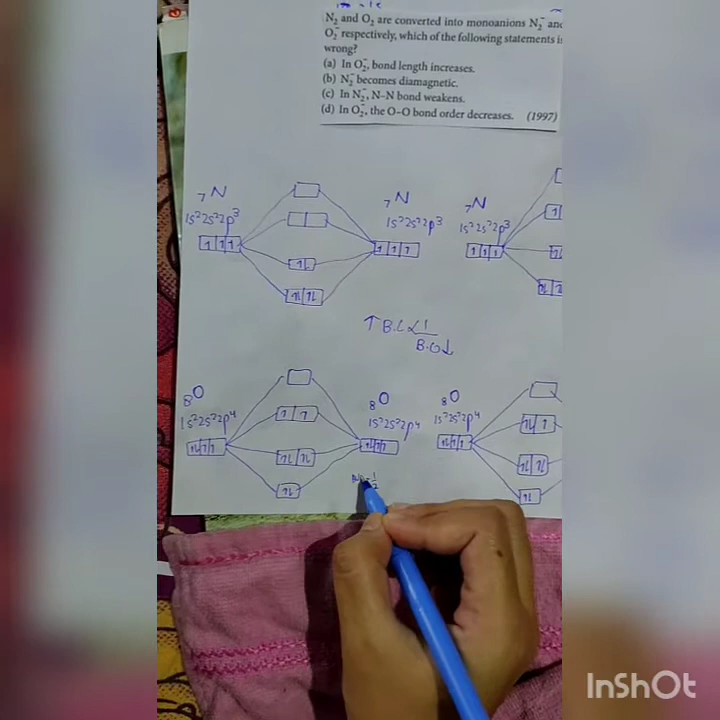 N₂ and O₂ are converted into monoanions N₂⁻ and
O₂⁻ respectively, which of the following statements is
wrong?
(a) In O₂⁻, bond length increases.
(b) N₂⁻ becomes diamagnetic.
(c) In N₂⁻, N–N bond weakens.
(d) In O₂⁻, the O–O bond order decreases. (1997)
₇N
1s²2s²2p³
₇N
1s²2s²2p³
₇N
1s²2s²2p³
↑ B.L ∝ 1/B.O↓
₈O
1s²2s²2p⁴
₈O
1s²2s²2p⁴
₈O
1s²2s²2p⁴
InShOt